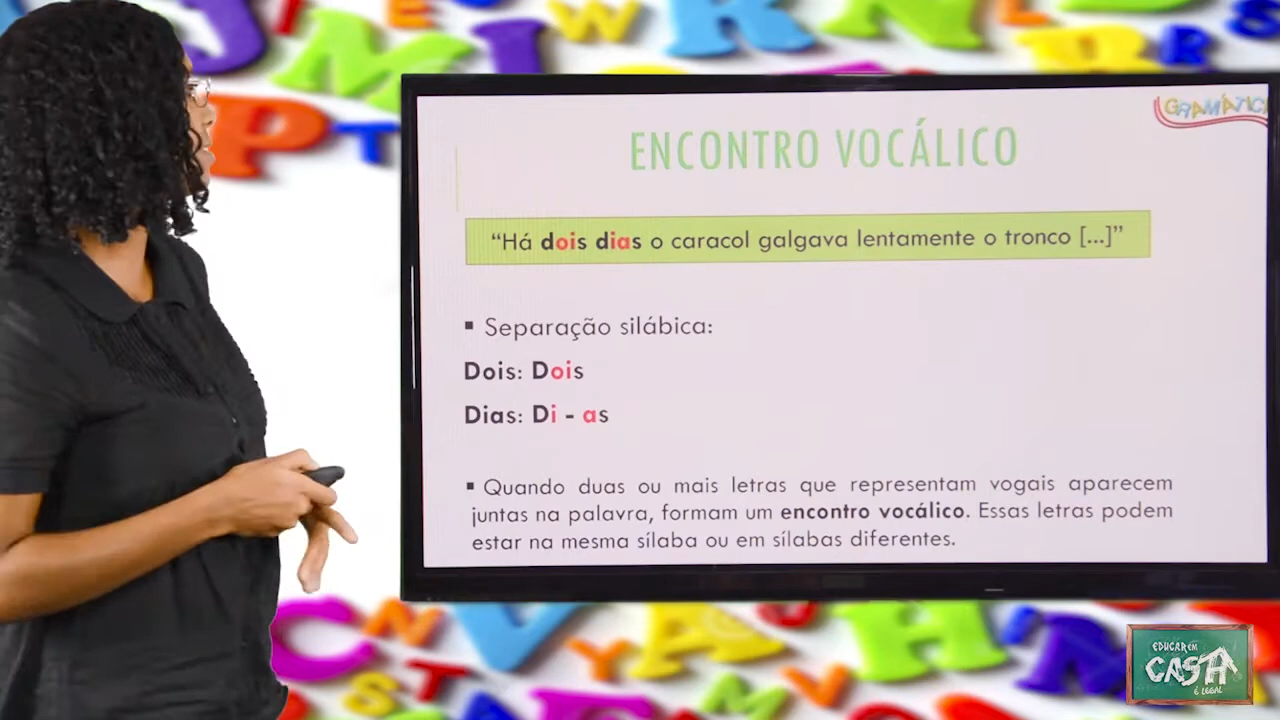 GRAMÁTIC
ENCONTRO VOCÁLICO
“Há dois dias o caracol galgava lentamente o tronco [...]”
▪ Separação silábica:
Dois: Dois
Dias: Di - as
▪ Quando duas ou mais letras que representam vogais aparecem
juntas na palavra, formam um encontro vocálico. Essas letras podem
estar na mesma sílaba ou em sílabas diferentes.
EDUCAR EM
CASA
É LEGAL